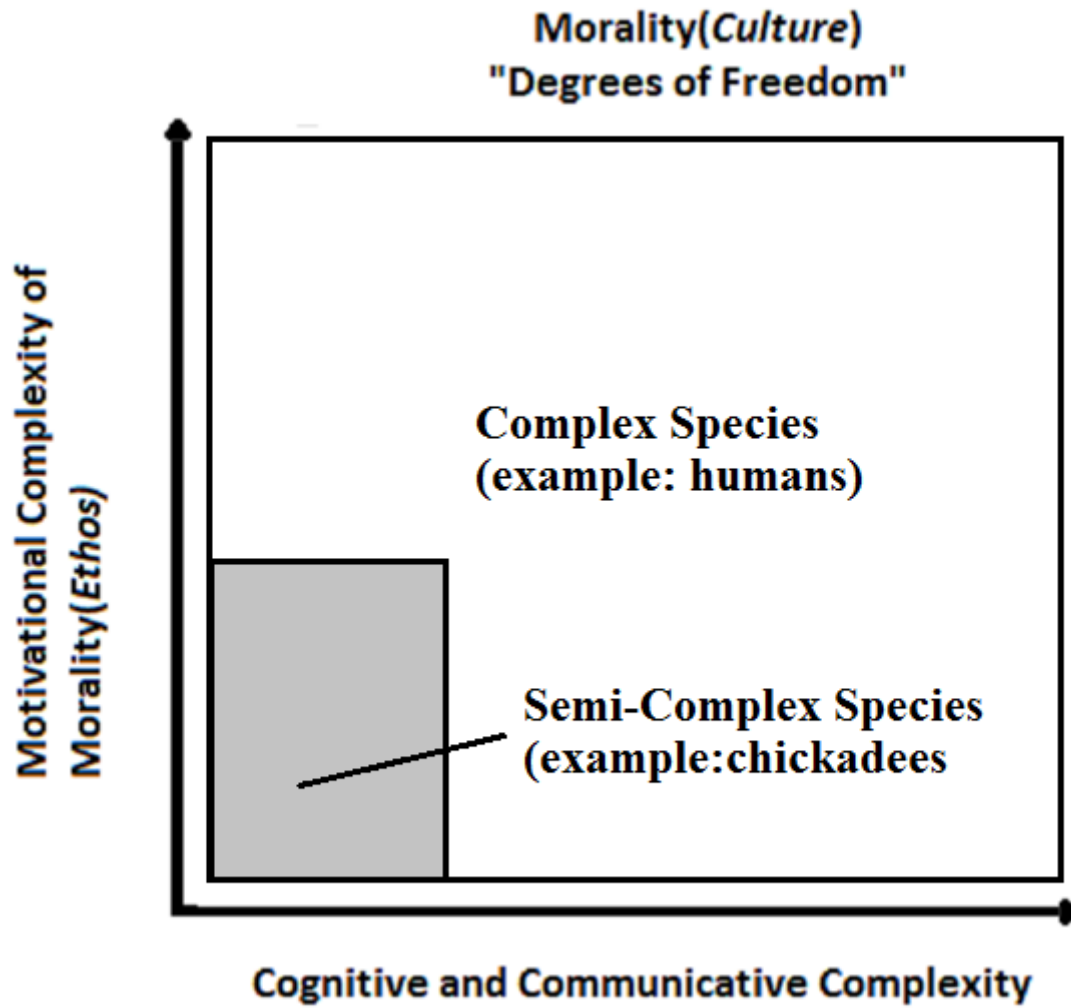 Morality(Culture)
"Degrees of Freedom"
Motivational Complexity of
Morality(Ethos)
Complex Species
(example: humans)
Semi-Complex Species
(example:chickadees
Cognitive and Communicative Complexity